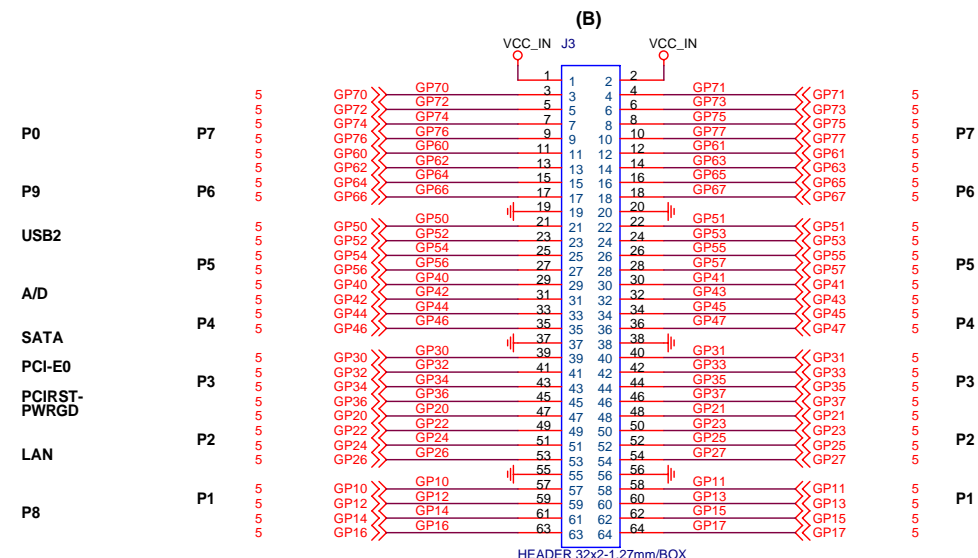 (B)
VCC_IN J3 VCC_IN
1 1 2 2
5 GP70 GP70 3 3 4 4 GP71 GP71 5
5 GP72 GP72 5 5 6 6 GP73 GP73 5
5 GP74 GP74 7 7 8 8 GP75 GP75 5
P0 P7 5 GP76 GP76 9 9 10 10 GP77 GP77 5 P7
5 GP60 GP60 11 11 12 12 GP61 GP61 5
5 GP62 GP62 13 13 14 14 GP63 GP63 5
5 GP64 GP64 15 15 16 16 GP65 GP65 5
P9 P6 5 GP66 GP66 17 17 18 18 GP67 GP67 5 P6
19 19 20 20
5 GP50 GP50 21 21 22 22 GP51 GP51 5
USB2 5 GP52 GP52 23 23 24 24 GP53 GP53 5
5 GP54 GP54 25 25 26 26 GP55 GP55 5
P5 5 GP56 GP56 27 27 28 28 GP57 GP57 5 P5
5 GP40 GP40 29 29 30 30 GP41 GP41 5
A/D 5 GP42 GP42 31 31 32 32 GP43 GP43 5
5 GP44 GP44 33 33 34 34 GP45 GP45 5
P4 5 GP46 GP46 35 35 36 36 GP47 GP47 5 P4
SATA 37 37 38 38
PCI-E0 5 GP30 GP30 39 39 40 40 GP31 GP31 5
5 GP32 GP32 41 41 42 42 GP33 GP33 5
P3 5 GP34 GP34 43 43 44 44 GP35 GP35 5 P3
PCIRST- 5 GP36 GP36 45 45 46 46 GP37 GP37 5
PWRGD 5 GP20 GP20 47 47 48 48 GP21 GP21 5
5 GP22 GP22 49 49 50 50 GP23 GP23 5
P2 5 GP24 GP24 51 51 52 52 GP25 GP25 5 P2
LAN 5 GP26 GP26 53 53 54 54 GP27 GP27 5
55 55 56 56
5 GP10 GP10 57 57 58 58 GP11 GP11 5
P1 5 GP12 GP12 59 59 60 60 GP13 GP13 5 P1
P8 5 GP14 GP14 61 61 62 62 GP15 GP15 5
5 GP16 GP16 63 63 64 64 GP17 GP17 5
HEADER 32x2-1.27mm/BOX